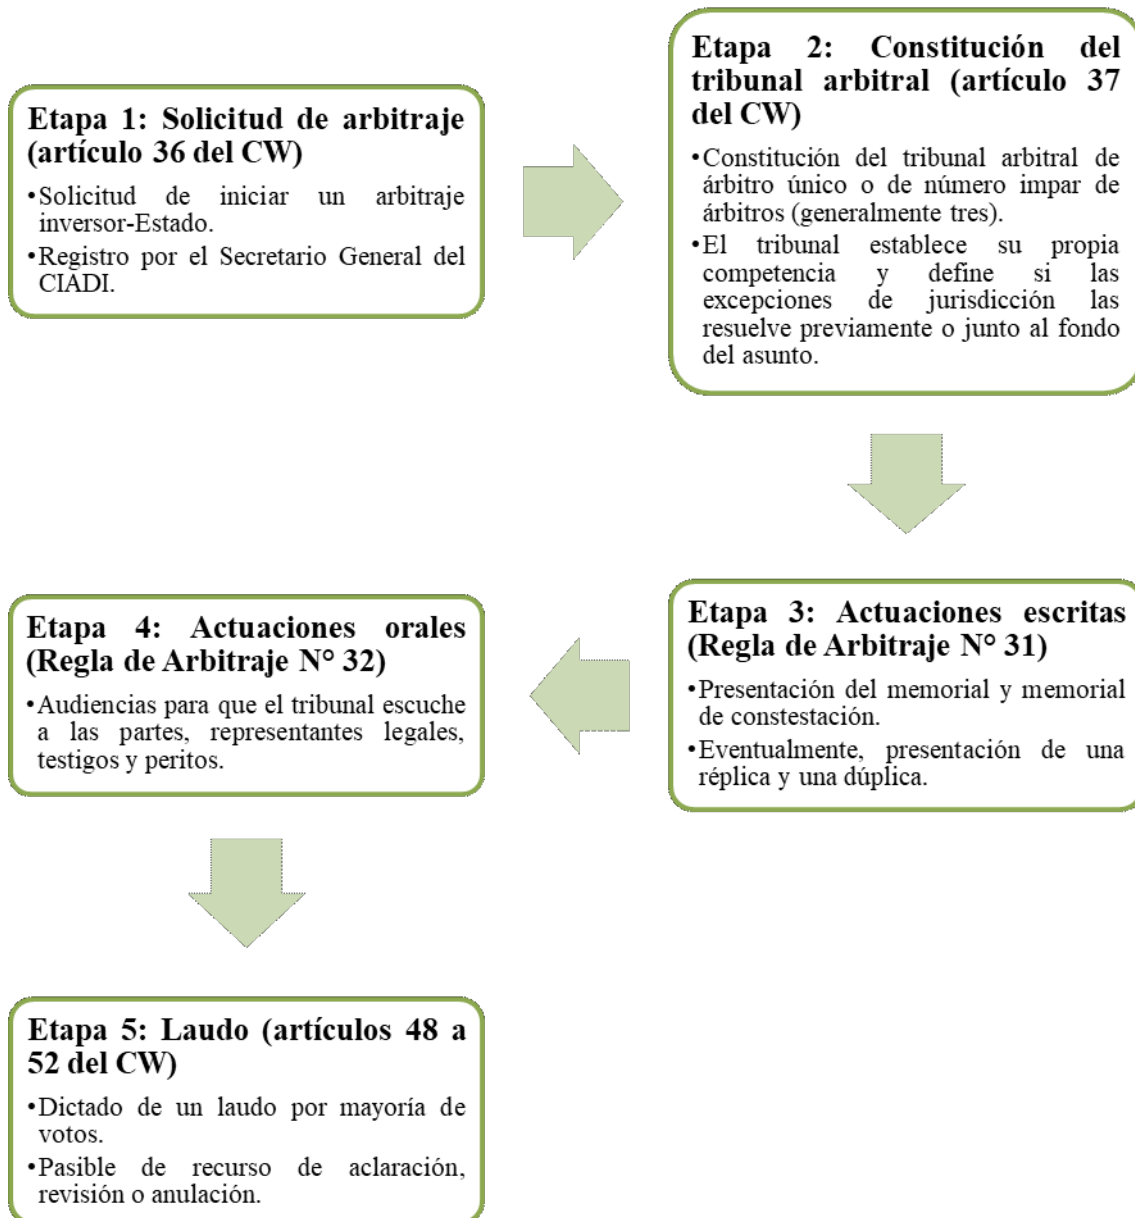 Etapa 1: Solicitud de arbitraje
(artículo 36 del CW)
•Solicitud de iniciar un arbitraje
inversor-Estado.
•Registro por el Secretario General del
CIADI.
Etapa 2: Constitución del
tribunal arbitral (artículo 37
del CW)
•Constitución del tribunal arbitral de
árbitro único o de número impar de
árbitros (generalmente tres).
•El tribunal establece su propia
competencia y define si las
excepciones de jurisdicción las
resuelve previamente o junto al fondo
del asunto.
Etapa 3: Actuaciones escritas
(Regla de Arbitraje N° 31)
•Presentación del memorial y memorial
de constestación.
•Eventualmente, presentación de una
réplica y una dúplica.
Etapa 4: Actuaciones orales
(Regla de Arbitraje N° 32)
•Audiencias para que el tribunal escuche
a las partes, representantes legales,
testigos y peritos.
Etapa 5: Laudo (artículos 48 a
52 del CW)
•Dictado de un laudo por mayoría de
votos.
•Pasible de recurso de aclaración,
revisión o anulación.